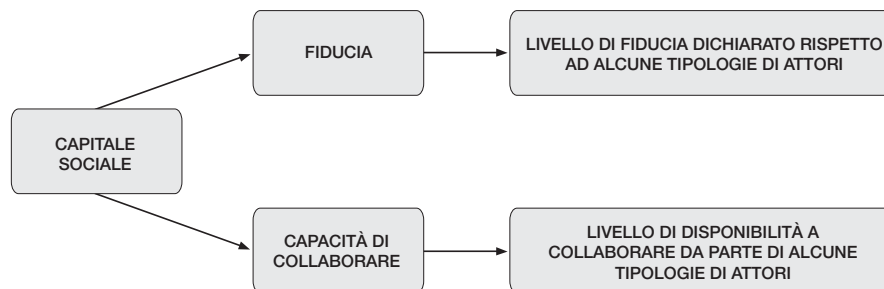 FIDUCIA
LIVELLO DI FIDUCIA DICHIARATO RISPETTO
AD ALCUNE TIPOLOGIE DI ATTORI
CAPITALE
SOCIALE
CAPACITÀ DI
COLLABORARE
LIVELLO DI DISPONIBILITÀ A
COLLABORARE DA PARTE DI ALCUNE
TIPOLOGIE DI ATTORI